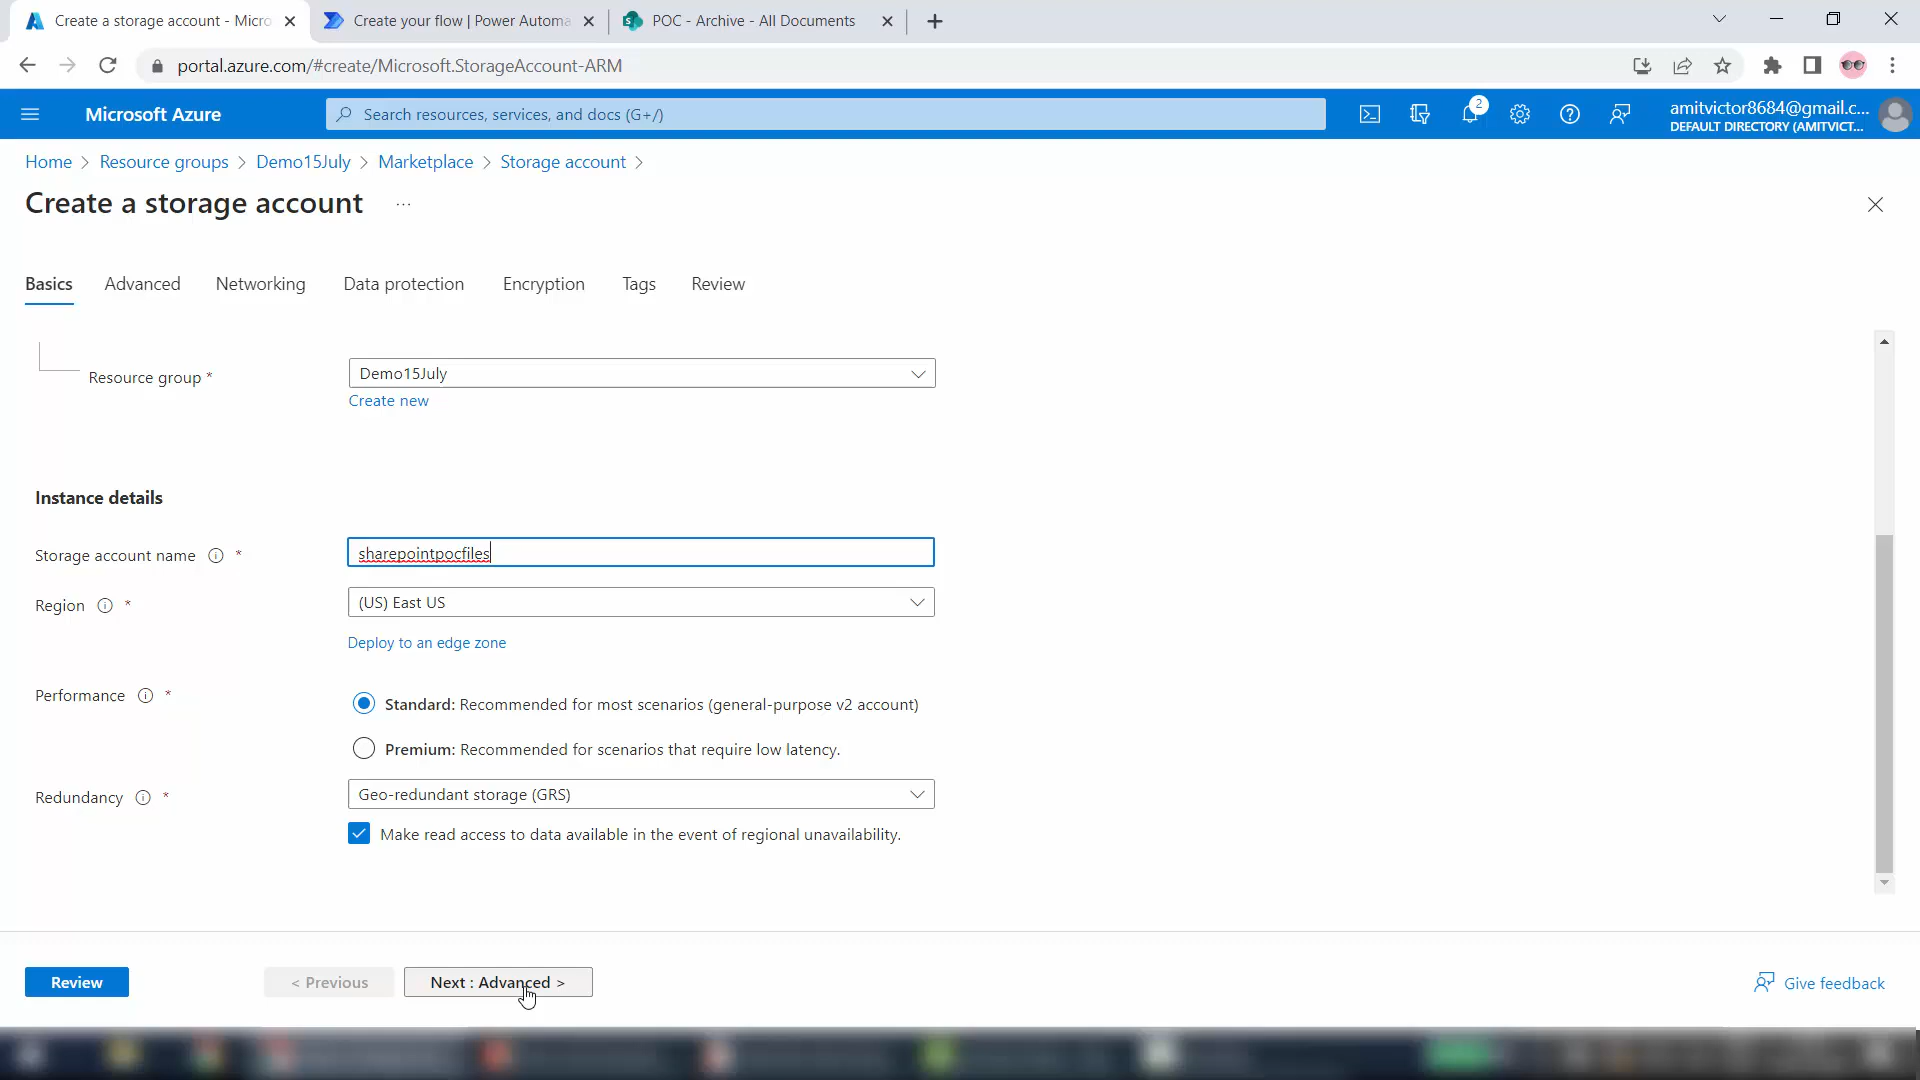 Create a storage account - Micro
Create your flow | Power Automa
POC - Archive - All Documents
portal.azure.com/#create/Microsoft.StorageAccount-ARM
Microsoft Azure
Search resources, services, and docs (G+/)
2
amitvictor8684@gmail.c...
DEFAULT DIRECTORY (AMITVICT...
Home > Resource groups > Demo15July > Marketplace > Storage account >
Create a storage account ...
Basics Advanced Networking Data protection Encryption Tags Review
Resource group * Demo15July
Create new
Instance details
Storage account name * sharepointpocfiles
Region * (US) East US
Deploy to an edge zone
Performance * Standard: Recommended for most scenarios (general-purpose v2 account)
Premium: Recommended for scenarios that require low latency.
Redundancy * Geo-redundant storage (GRS)
Make read access to data available in the event of regional unavailability.
Review < Previous Next : Advanced > Give feedback